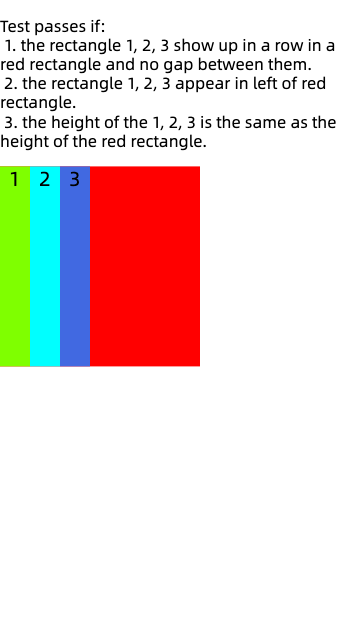 Test passes if:
1. the rectangle 1, 2, 3 show up in a row in a
red rectangle and no gap between them.
2. the rectangle 1, 2, 3 appear in left of red
rectangle.
3. the height of the 1, 2, 3 is the same as the
height of the red rectangle.
1 2 3